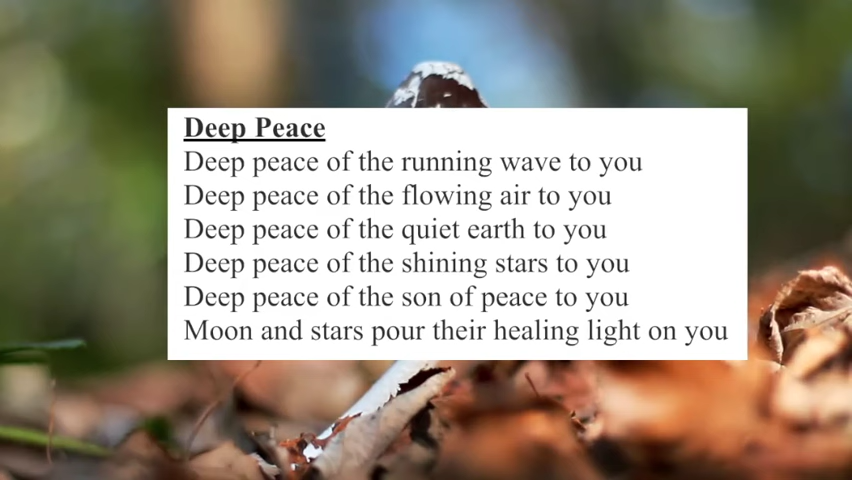 Deep Peace
Deep peace of the running wave to you
Deep peace of the flowing air to you
Deep peace of the quiet earth to you
Deep peace of the shining stars to you
Deep peace of the son of peace to you
Moon and stars pour their healing light on you